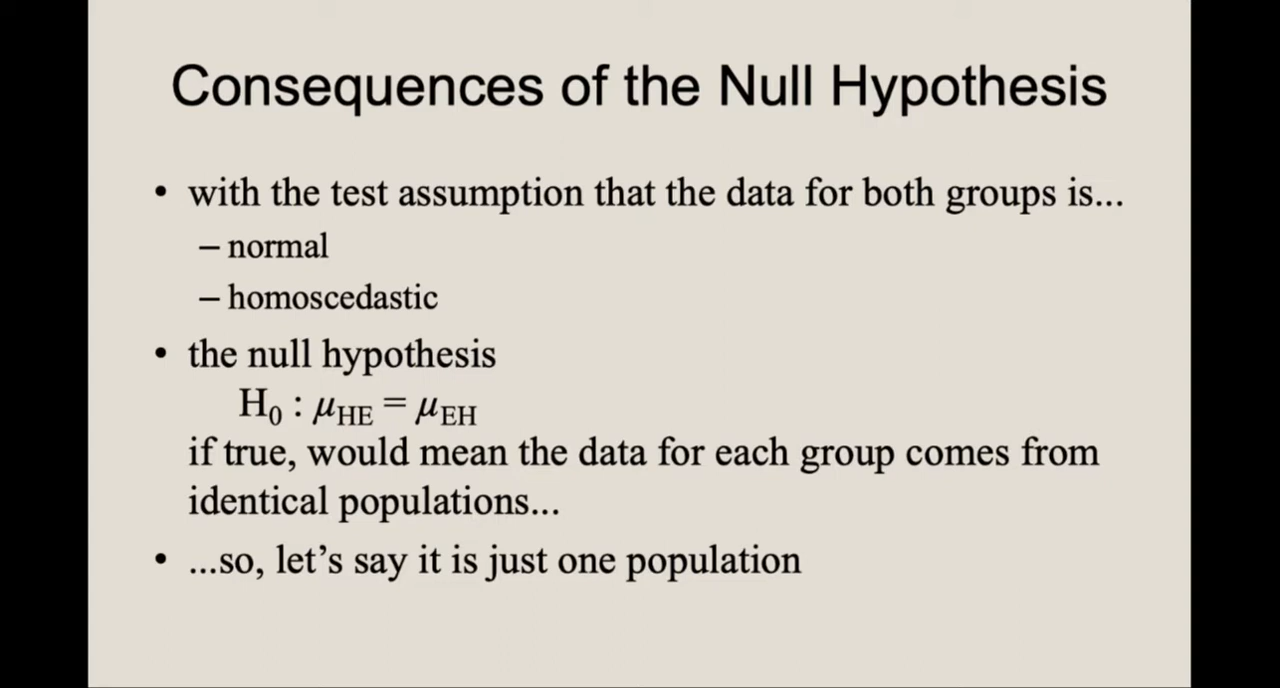 Consequences of the Null Hypothesis
• with the test assumption that the data for both groups is...
– normal
– homoscedastic
• the null hypothesis
H₀ : μHE = μEH
if true, would mean the data for each group comes from
identical populations...
• ...so, let’s say it is just one population